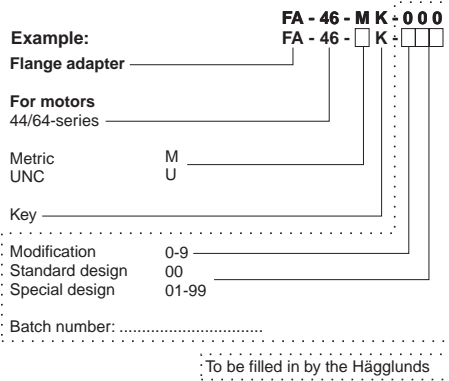 FA - 46 - M K - 0 0 0
Example: FA - 46 - K -
Flange adapter
For motors
44/64-series
Metric M
UNC U
Key
Modification 0-9
Standard design 00
Special design 01-99
Batch number: ................................
To be filled in by the Hägglunds